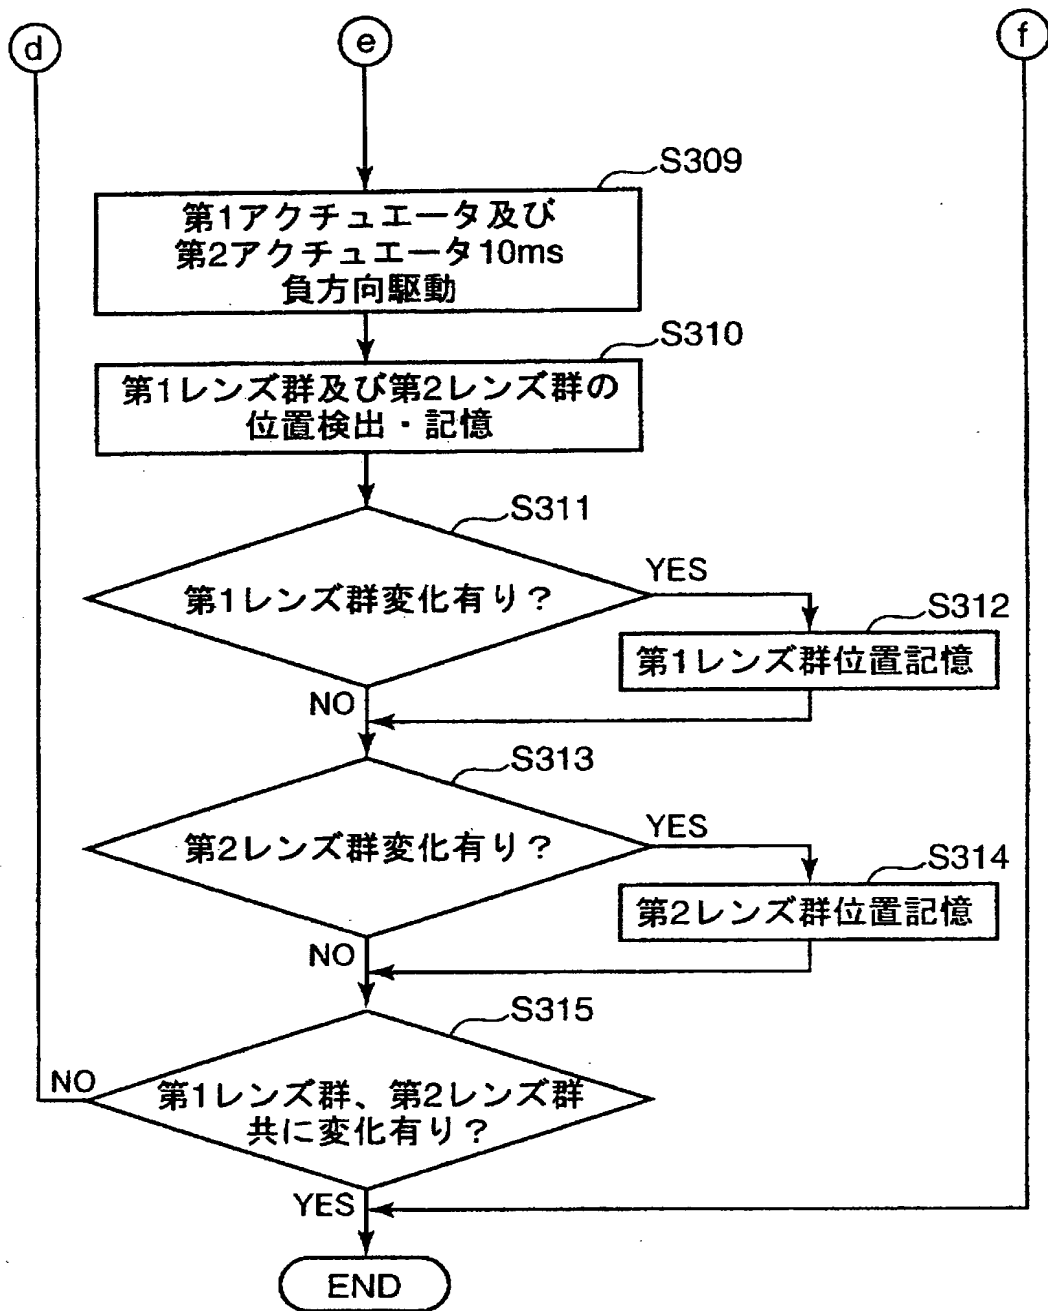 d
e
f
S309
第1アクチュエータ及び
第2アクチュエータ10ms
負方向駆動
S310
第1レンズ群及び第2レンズ群の
位置検出・記憶
S311
第1レンズ群変化有り？
YES
S312
第1レンズ群位置記憶
NO
S313
第2レンズ群変化有り？
YES
S314
第2レンズ群位置記憶
NO
S315
NO
第1レンズ群、第2レンズ群
共に変化有り？
YES
END